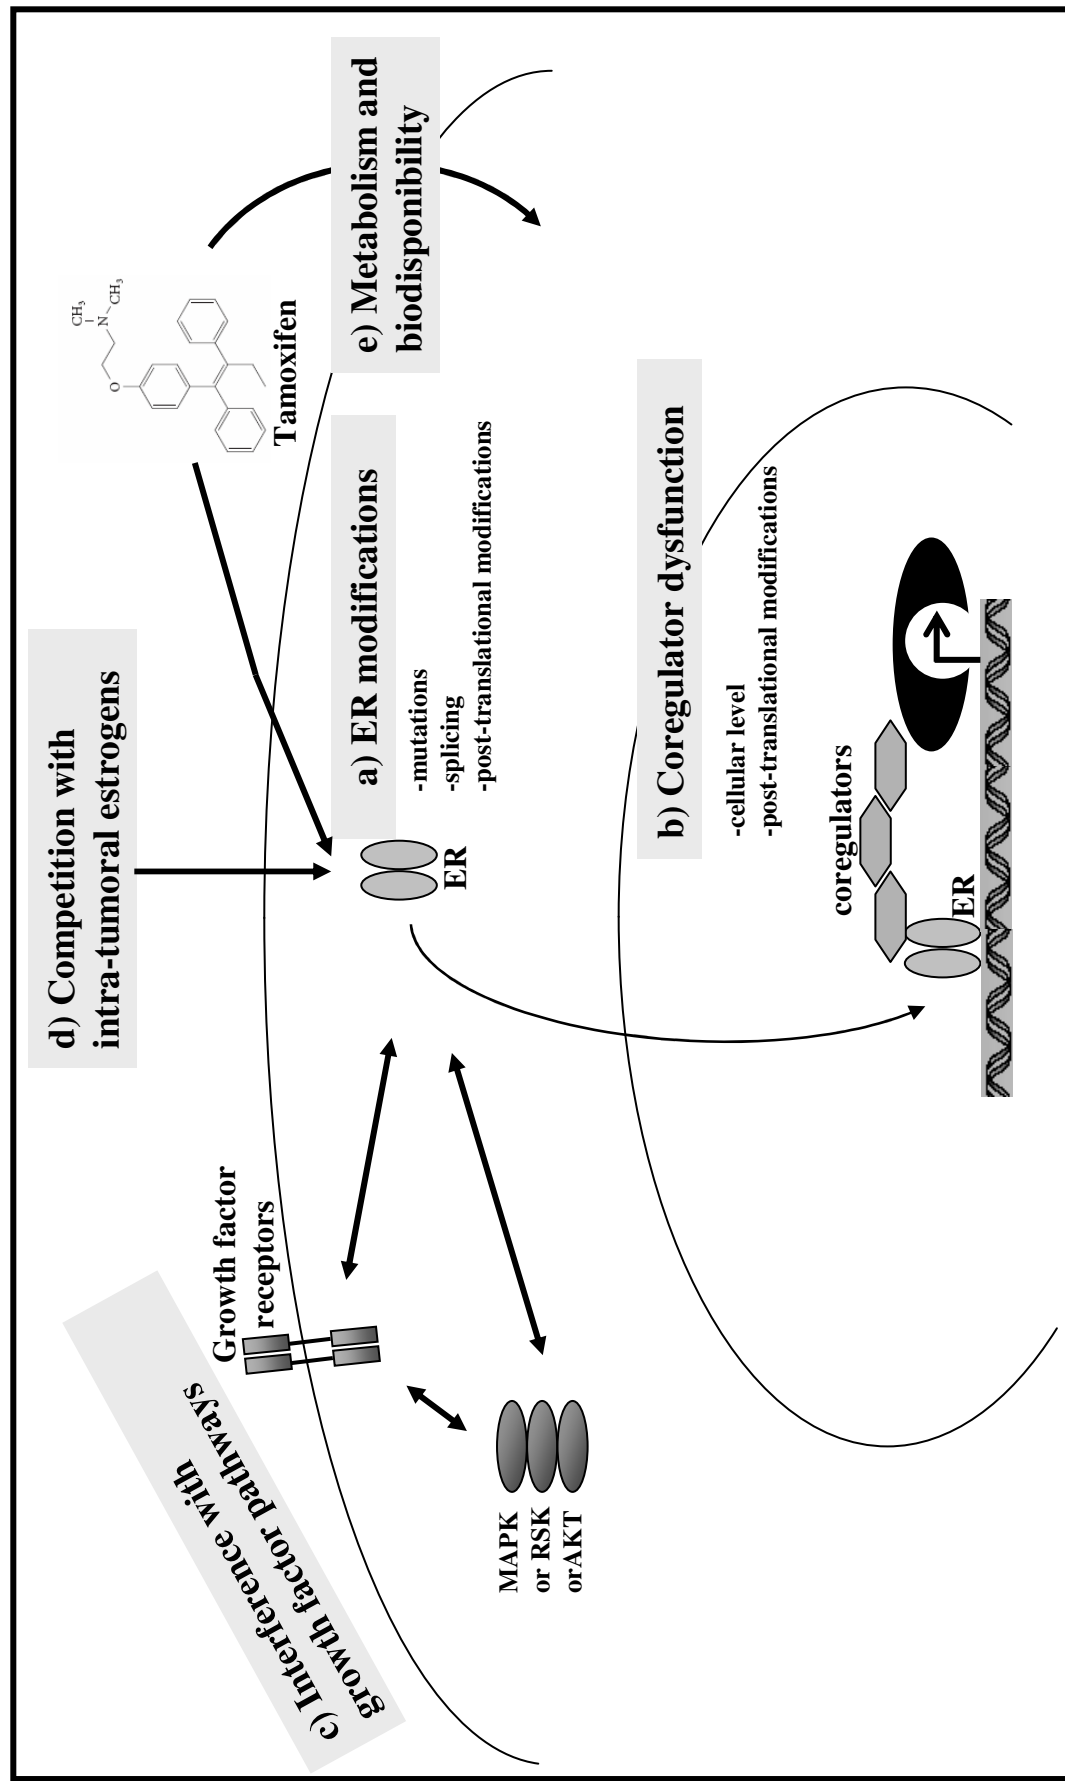 c) Interference with
growth factor pathways
Growth factor
receptors
MAPK
or RSK
orAKT
d) Competition with
intra-tumoral estrogens
CH3
N
CH3
O
Tamoxifen
e) Metabolism and
biodisponibility
a) ER modifications
-mutations
-splicing
-post-translational modifications
ER
b) Coregulator dysfunction
-cellular level
-post-translational modifications
coregulators
ER